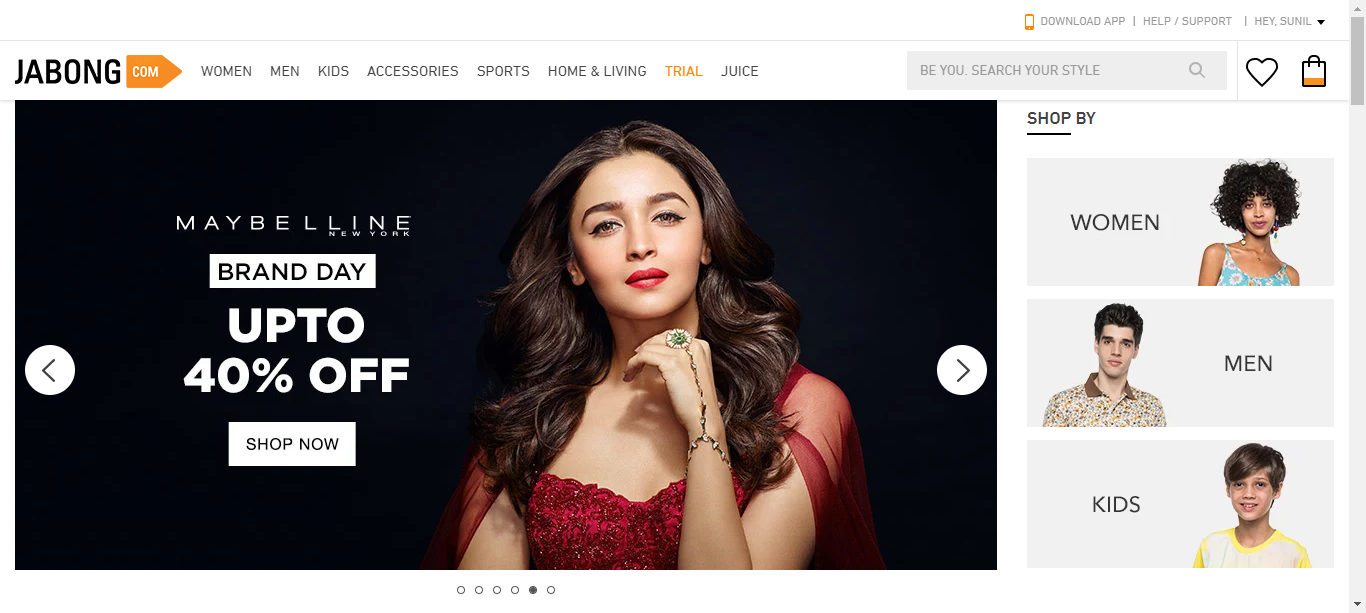 DOWNLOAD APP | HELP / SUPPORT | HEY, SUNIL
JABONG COM WOMEN MEN KIDS ACCESSORIES SPORTS HOME & LIVING TRIAL JUICE BE YOU. SEARCH YOUR STYLE
MAYBELLINE
NEW YORK
BRAND DAY
UPTO
40% OFF
SHOP NOW
SHOP BY
WOMEN
MEN
KIDS